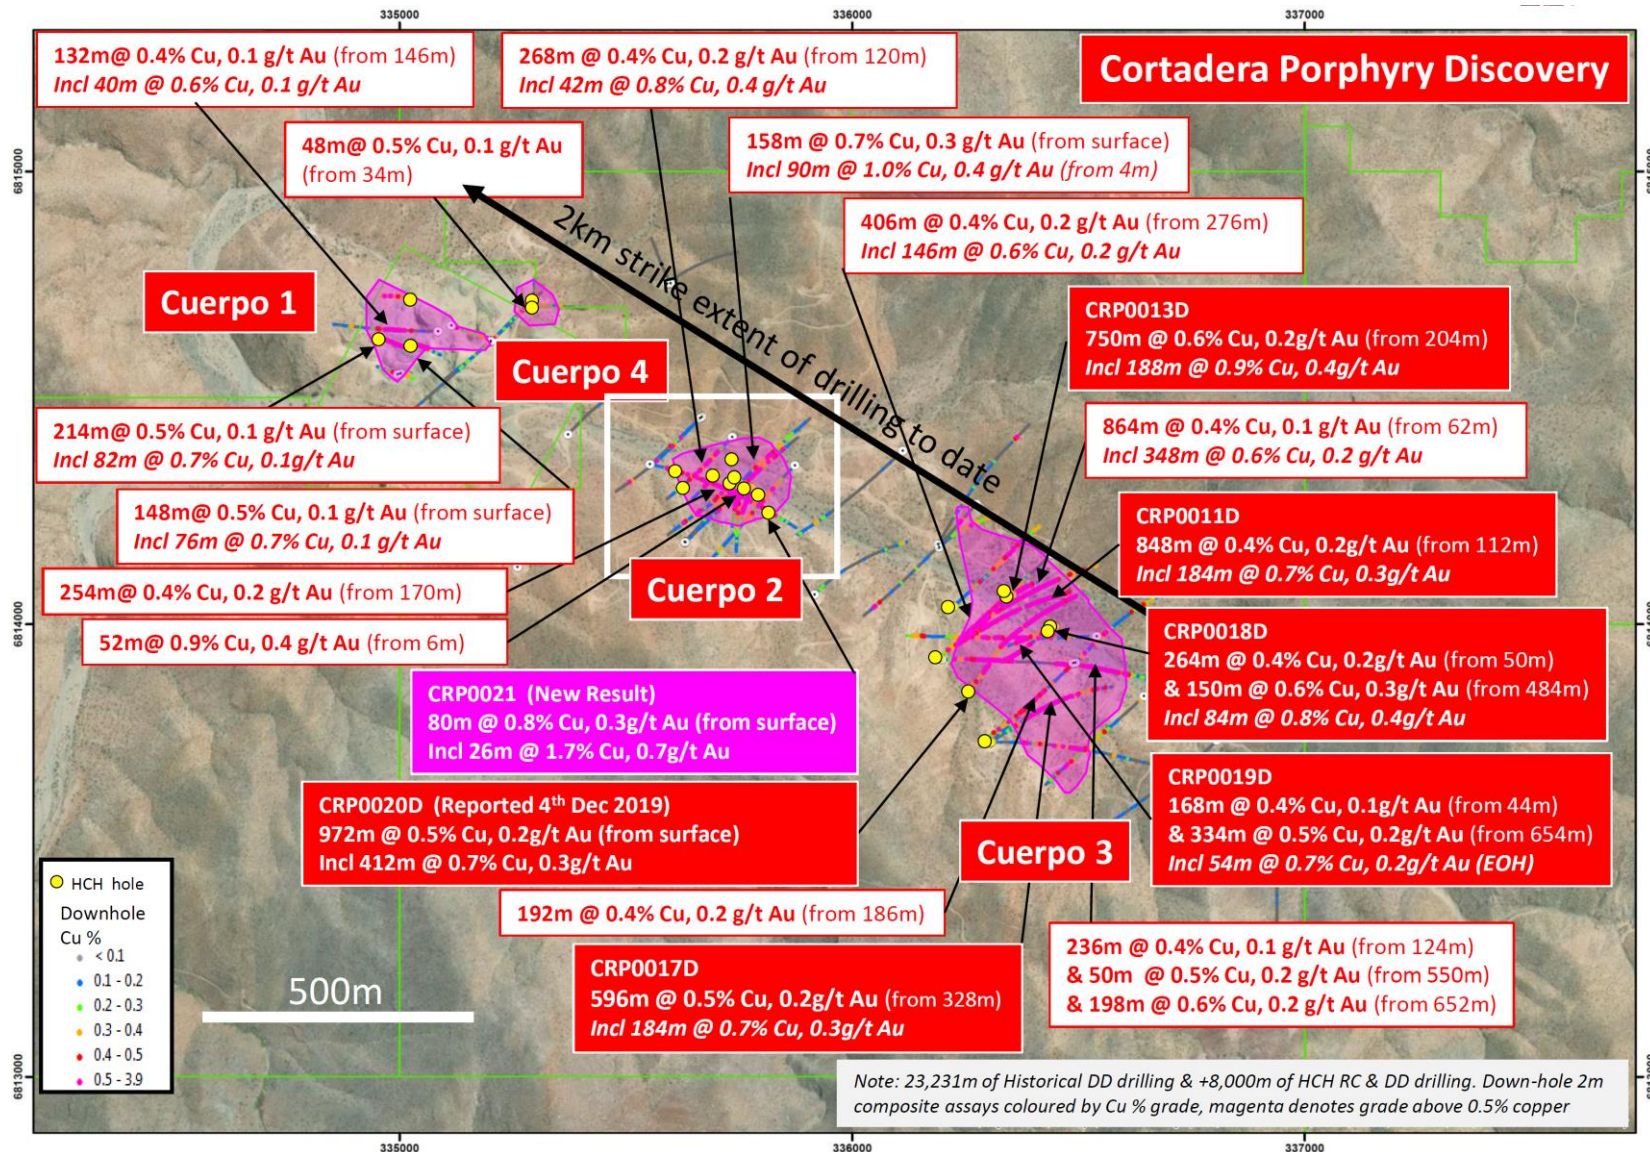 335000
336000
337000
132m@ 0.4% Cu, 0.1 g/t Au (from 146m)
Incl 40m @ 0.6% Cu, 0.1 g/t Au
268m @ 0.4% Cu, 0.2 g/t Au (from 120m)
Incl 42m @ 0.8% Cu, 0.4 g/t Au
Cortadera Porphyry Discovery
48m@ 0.5% Cu, 0.1 g/t Au
(from 34m)
158m @ 0.7% Cu, 0.3 g/t Au (from surface)
Incl 90m @ 1.0% Cu, 0.4 g/t Au (from 4m)
6815000
6815000
406m @ 0.4% Cu, 0.2 g/t Au (from 276m)
Incl 146m @ 0.6% Cu, 0.2 g/t Au
2km strike extent of drilling to date
Cuerpo 1
Cuerpo 4
CRP0013D
750m @ 0.6% Cu, 0.2g/t Au (from 204m)
Incl 188m @ 0.9% Cu, 0.4g/t Au
214m@ 0.5% Cu, 0.1 g/t Au (from surface)
Incl 82m @ 0.7% Cu, 0.1g/t Au
864m @ 0.4% Cu, 0.1 g/t Au (from 62m)
Incl 348m @ 0.6% Cu, 0.2 g/t Au
148m@ 0.5% Cu, 0.1 g/t Au (from surface)
Incl 76m @ 0.7% Cu, 0.1 g/t Au
CRP0011D
848m @ 0.4% Cu, 0.2g/t Au (from 112m)
Incl 184m @ 0.7% Cu, 0.3g/t Au
254m@ 0.4% Cu, 0.2 g/t Au (from 170m)
Cuerpo 2
6814000
52m@ 0.9% Cu, 0.4 g/t Au (from 6m)
CRP0018D
264m @ 0.4% Cu, 0.2g/t Au (from 50m)
& 150m @ 0.6% Cu, 0.3g/t Au (from 484m)
Incl 84m @ 0.8% Cu, 0.4g/t Au
CRP0021 (New Result)
80m @ 0.8% Cu, 0.3g/t Au (from surface)
Incl 26m @ 1.7% Cu, 0.7g/t Au
CRP0019D
168m @ 0.4% Cu, 0.1g/t Au (from 44m)
& 334m @ 0.5% Cu, 0.2g/t Au (from 654m)
Incl 54m @ 0.7% Cu, 0.2g/t Au (EOH)
CRP0020D (Reported 4th Dec 2019)
972m @ 0.5% Cu, 0.2g/t Au (from surface)
Incl 412m @ 0.7% Cu, 0.3g/t Au
Cuerpo 3
192m @ 0.4% Cu, 0.2 g/t Au (from 186m)
CRP0017D
596m @ 0.5% Cu, 0.2g/t Au (from 328m)
Incl 184m @ 0.7% Cu, 0.3g/t Au
236m @ 0.4% Cu, 0.1 g/t Au (from 124m)
& 50m @ 0.5% Cu, 0.2 g/t Au (from 550m)
& 198m @ 0.6% Cu, 0.2 g/t Au (from 652m)
HCH hole
Downhole
Cu %
< 0.1
0.1 - 0.2
0.2 - 0.3
0.3 - 0.4
0.4 - 0.5
0.5 - 3.9
500m
6813000
Note: 23,231m of Historical DD drilling & +8,000m of HCH RC & DD drilling. Down-hole 2m
composite assays coloured by Cu % grade, magenta denotes grade above 0.5% copper
335000
336000
337000